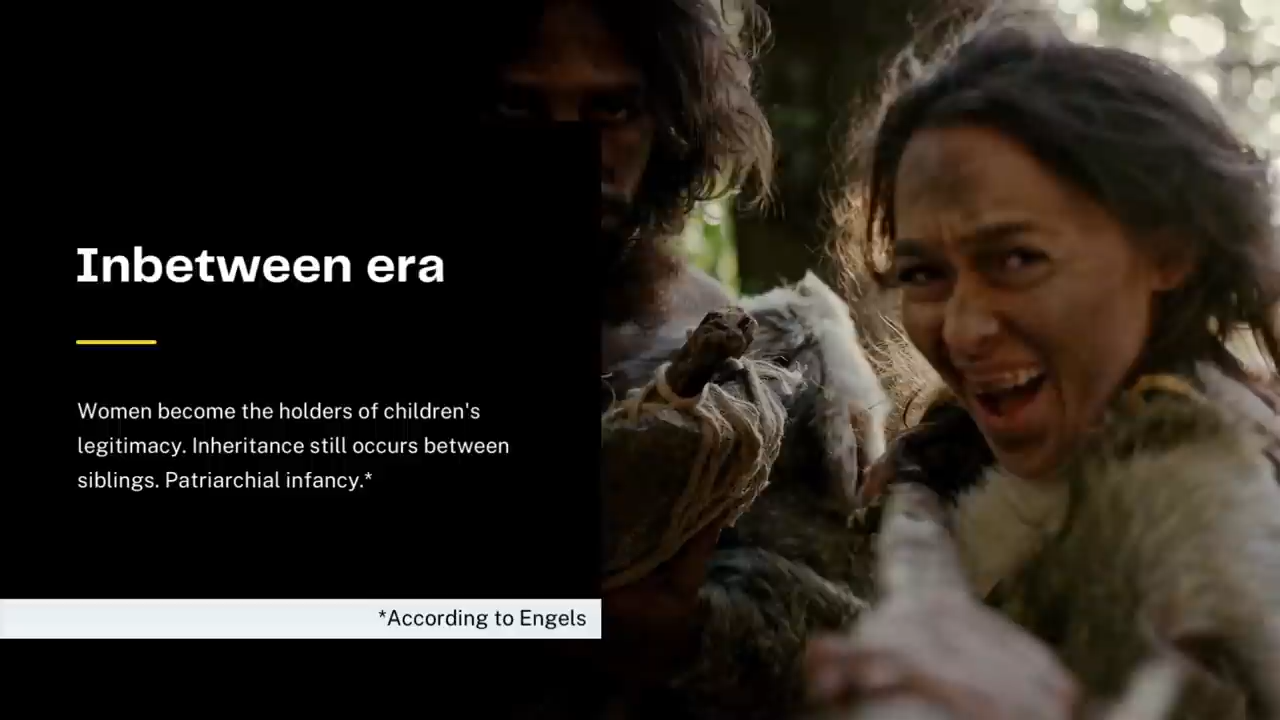 Inbetween era
Women become the holders of children's
legitimacy. Inheritance still occurs between
siblings. Patriarchial infancy.*
*According to Engels